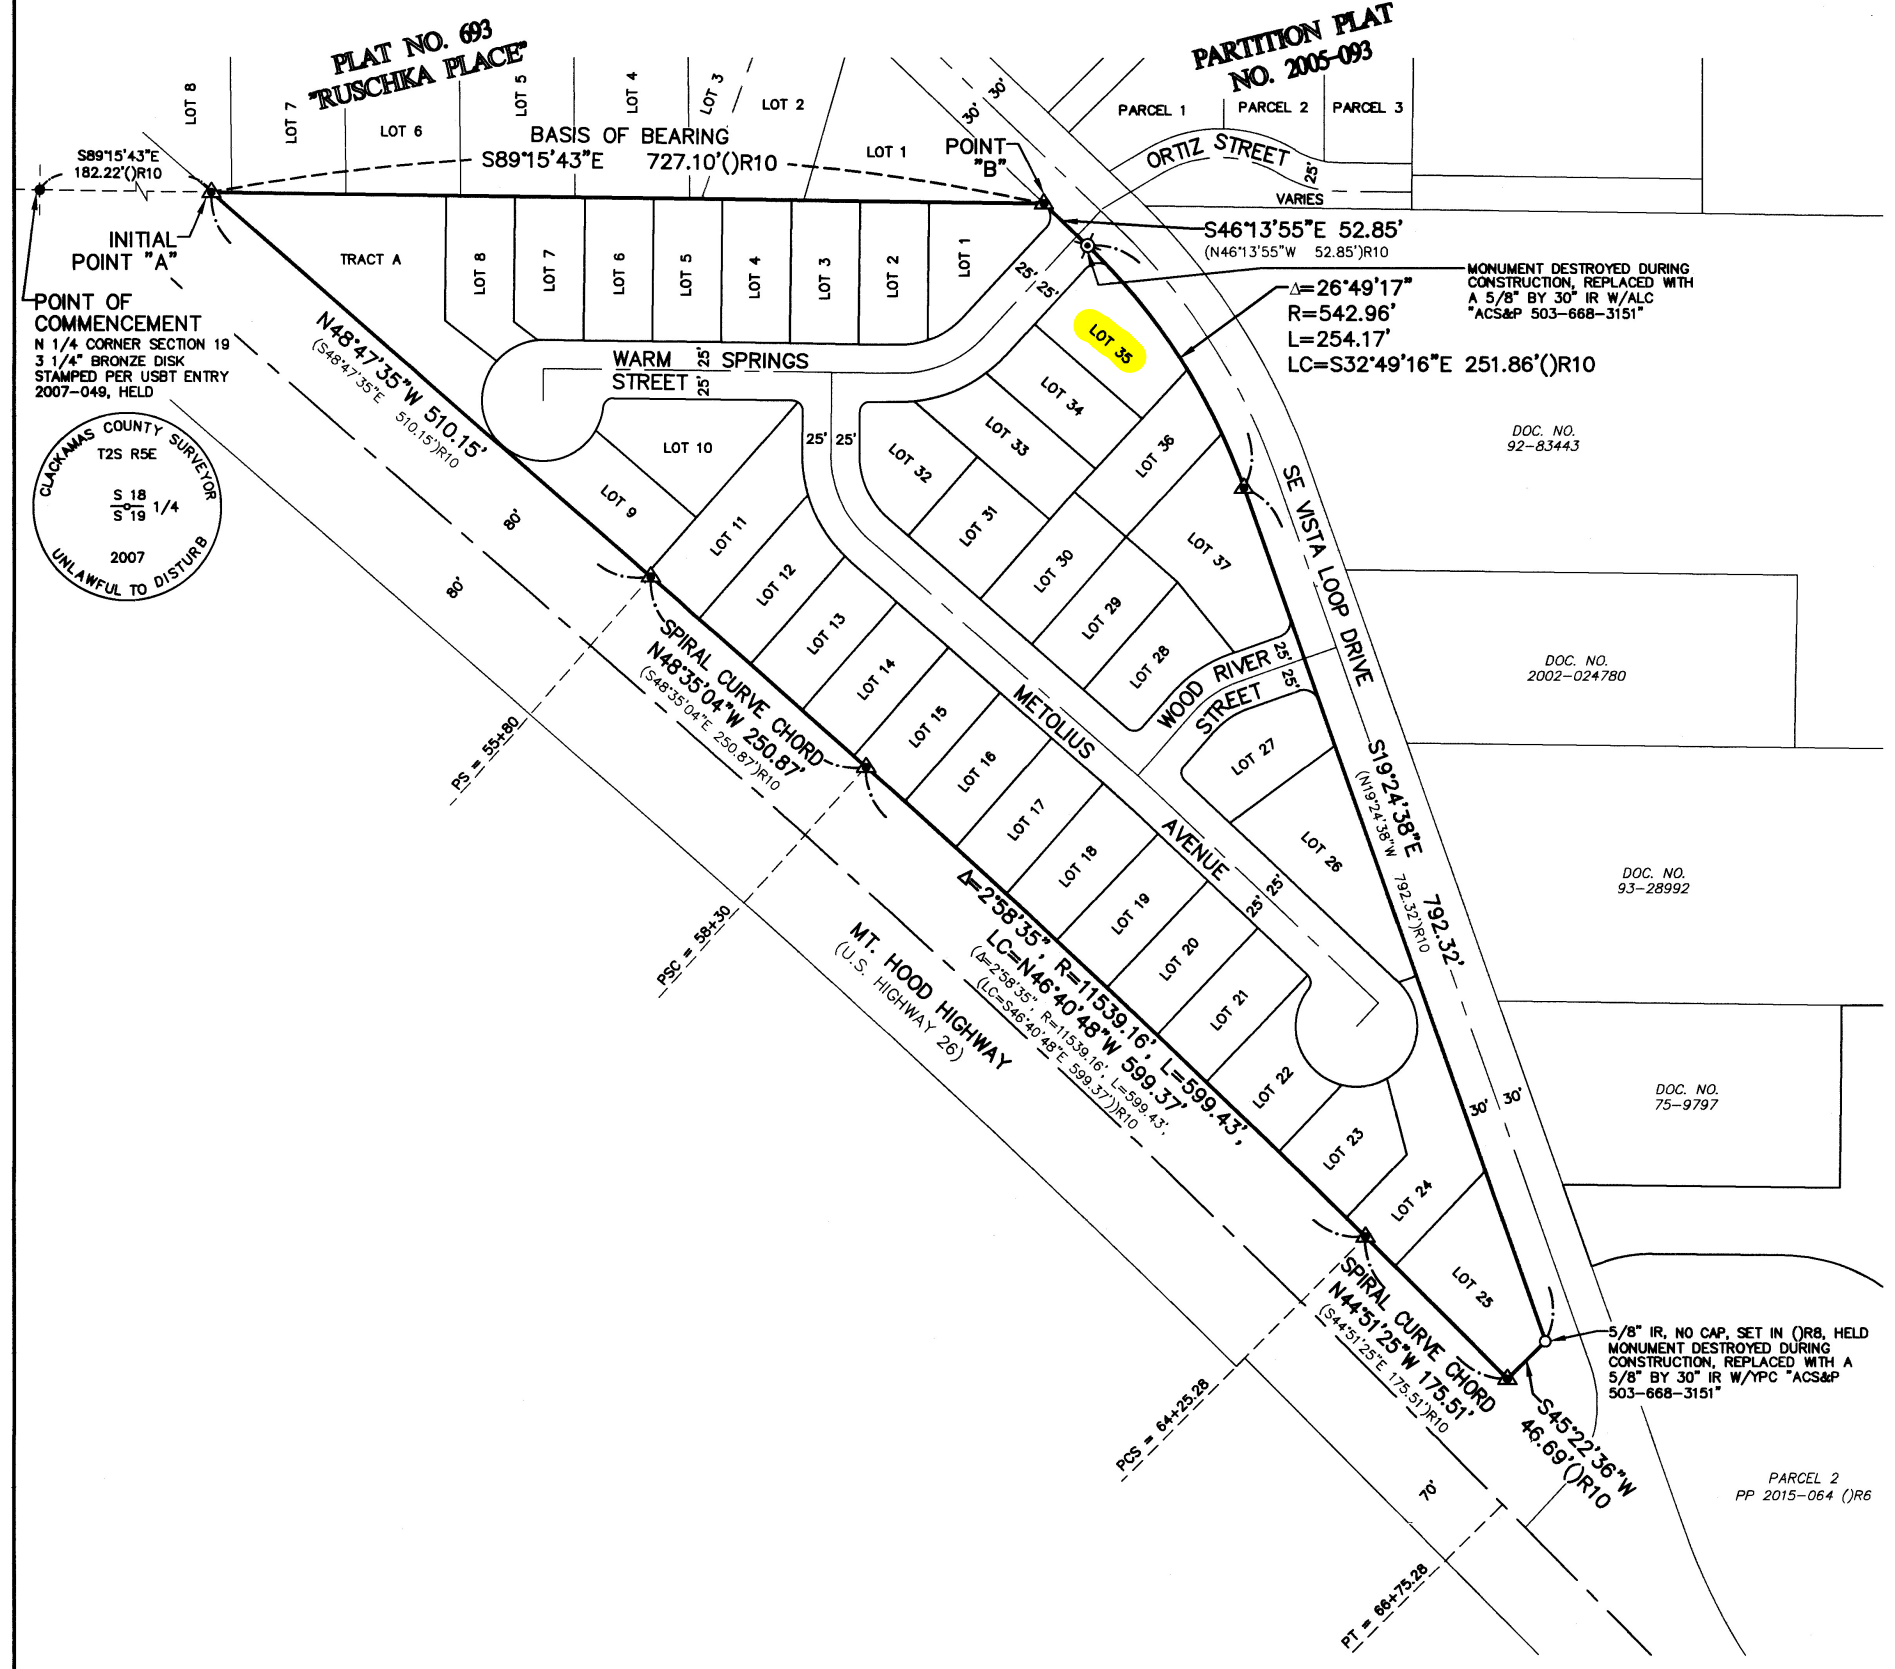 PLAT NO. 693
"RUSCHKA PLACE"
PARTITION PLAT
NO. 2005-093
LOT 8
LOT 7
LOT 6
LOT 5
LOT 4
LOT 3
LOT 2
LOT 1
30' 30'
PARCEL 1
PARCEL 2
PARCEL 3
ORTIZ STREET
25'
VARIES
S89°15'43"E
182.22'()R10
BASIS OF BEARING
S89°15'43"E 727.10'()R10
POINT
"B"
INITIAL
POINT "A"
POINT OF
COMMENCEMENT
N 1/4 CORNER SECTION 19
3 1/4" BRONZE DISK
STAMPED PER USBT ENTRY
2007-049, HELD
CLACKAMAS COUNTY SURVEYOR
T2S R5E
S 18
S 19 1/4
2007
UNLAWFUL TO DISTURB
S46°13'55"E 52.85'
(N46°13'55"W 52.85')R10
MONUMENT DESTROYED DURING
CONSTRUCTION, REPLACED WITH
A 5/8" BY 30" IR W/ALC
"ACS&P 503-668-3151"
Δ=26°49'17"
R=542.96'
L=254.17'
LC=S32°49'16"E 251.86'()R10
TRACT A
LOT 8
LOT 7
LOT 6
LOT 5
LOT 4
LOT 3
LOT 2
LOT 1
25' 25'
LOT 35
WARM SPRINGS
STREET
25' 25'
N48°47'35"W 510.15'
(S48°47'35"E 510.15')R10
LOT 34
LOT 33
LOT 36
LOT 10
25' 25'
LOT 32
LOT 9
LOT 11
LOT 31
LOT 37
LOT 12
LOT 30
LOT 13
LOT 29
LOT 14
LOT 28
80'
80'
DOC. NO.
92-83443
SE VISTA LOOP DRIVE
WOOD RIVER
STREET
25' 25'
DOC. NO.
2002-024780
SPIRAL CURVE CHORD
N48°35'04"W 250.87'
(S48°35'04"E 250.87')R10
PS = 55+80
METOLIUS
AVENUE
LOT 15
LOT 16
LOT 17
LOT 18
LOT 19
LOT 20
LOT 21
LOT 22
LOT 23
LOT 24
LOT 25
LOT 26
LOT 27
25' 25'
S19°24'38"E 792.32'
(N19°24'38"W 792.32')R10
DOC. NO.
93-28992
PSC = 58+30
MT. HOOD HIGHWAY
(U.S. HIGHWAY 26)
Δ=2°58'35", R=11539.16', L=599.43',
LC=N46°40'48"W 599.37'
(Δ=2°58'35", R=11539.16', L=599.43',
(LC=S46°40'48"E 599.37'))R10
30' 30'
DOC. NO.
75-9797
SPIRAL CURVE CHORD
N44°51'25"W 175.51'
(S44°51'25"E 175.51')R10
PCS = 64+25.28
5/8" IR, NO CAP, SET IN ()R8, HELD
MONUMENT DESTROYED DURING
CONSTRUCTION, REPLACED WITH A
5/8" BY 30" IR W/YPC "ACS&P
503-668-3151"
S45°22'36"W
46.69'()R10
PARCEL 2
PP 2015-064 ()R6
70'
PT = 66+75.28